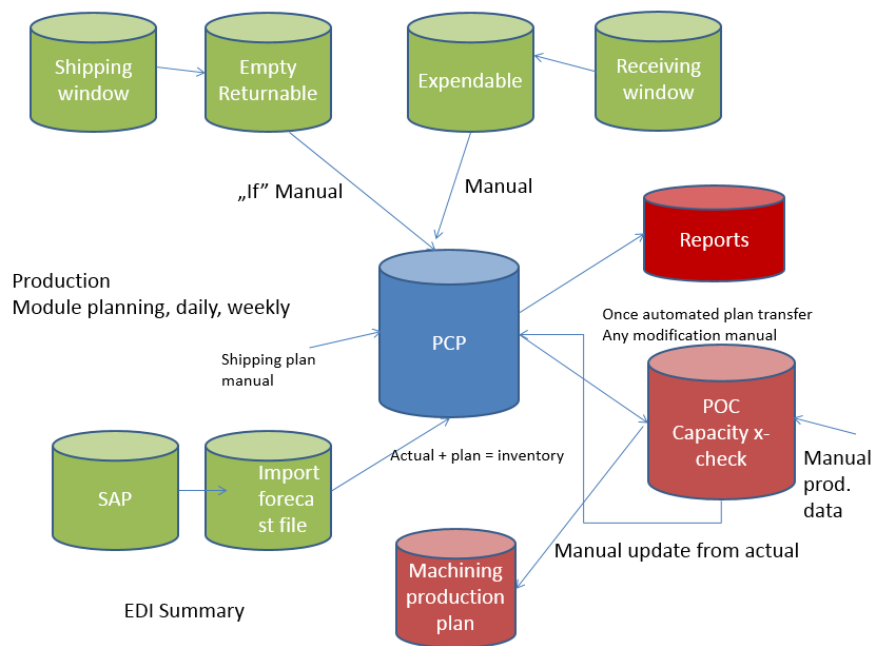 Shipping
window
Empty
Returnable
Expendable
Receiving
window
„If” Manual
Manual
Reports
Production
Module planning, daily, weekly
PCP
Once automated plan transfer
Any modification manual
Shipping plan
manual
POC
Capacity x-
check
Actual + plan = inventory
Manual
prod.
data
SAP
Import
foreca
st file
Manual update from actual
Machining
production
plan
EDI Summary